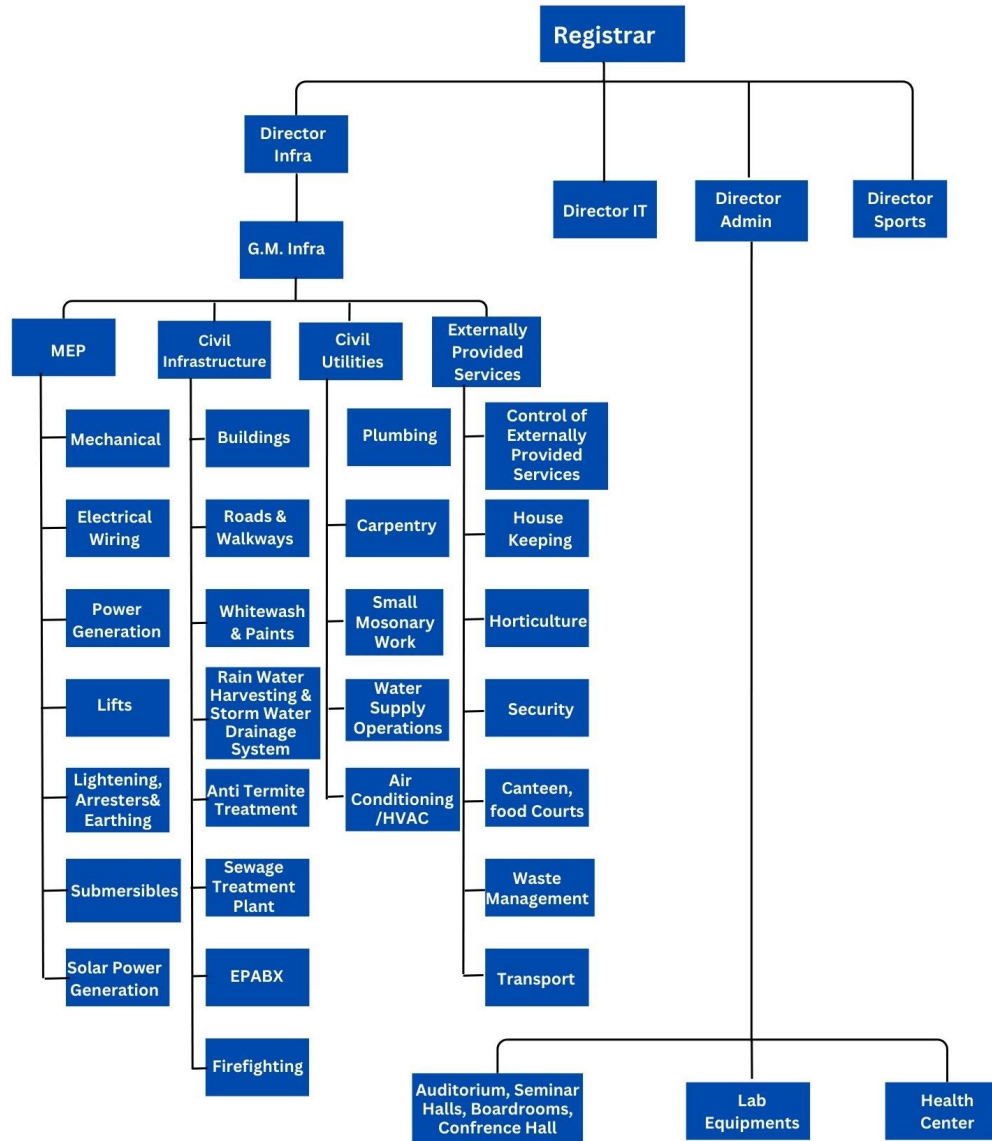 Registrar
Director
Infra
Director IT
Director
Admin
Director
Sports
G.M. Infra
MEP
Civil
Infrastructure
Civil
Utilities
Externally
Provided
Services
Mechanical
Electrical
Wiring
Power
Generation
Lifts
Lightening,
Arresters&
Earthing
Submersibles
Solar Power
Generation
Buildings
Roads &
Walkways
Whitewash
& Paints
Rain Water
Harvesting &
Storm Water
Drainage
System
Anti Termite
Treatment
Sewage
Treatment
Plant
EPABX
Firefighting
Plumbing
Carpentry
Small
Mosonary
Work
Water
Supply
Operations
Air
Conditioning
/HVAC
Control of
Externally
Provided
Services
House
Keeping
Horticulture
Security
Canteen,
food Courts
Waste
Management
Transport
Auditorium, Seminar
Halls, Boardrooms,
Confrence Hall
Lab
Equipments
Health
Center